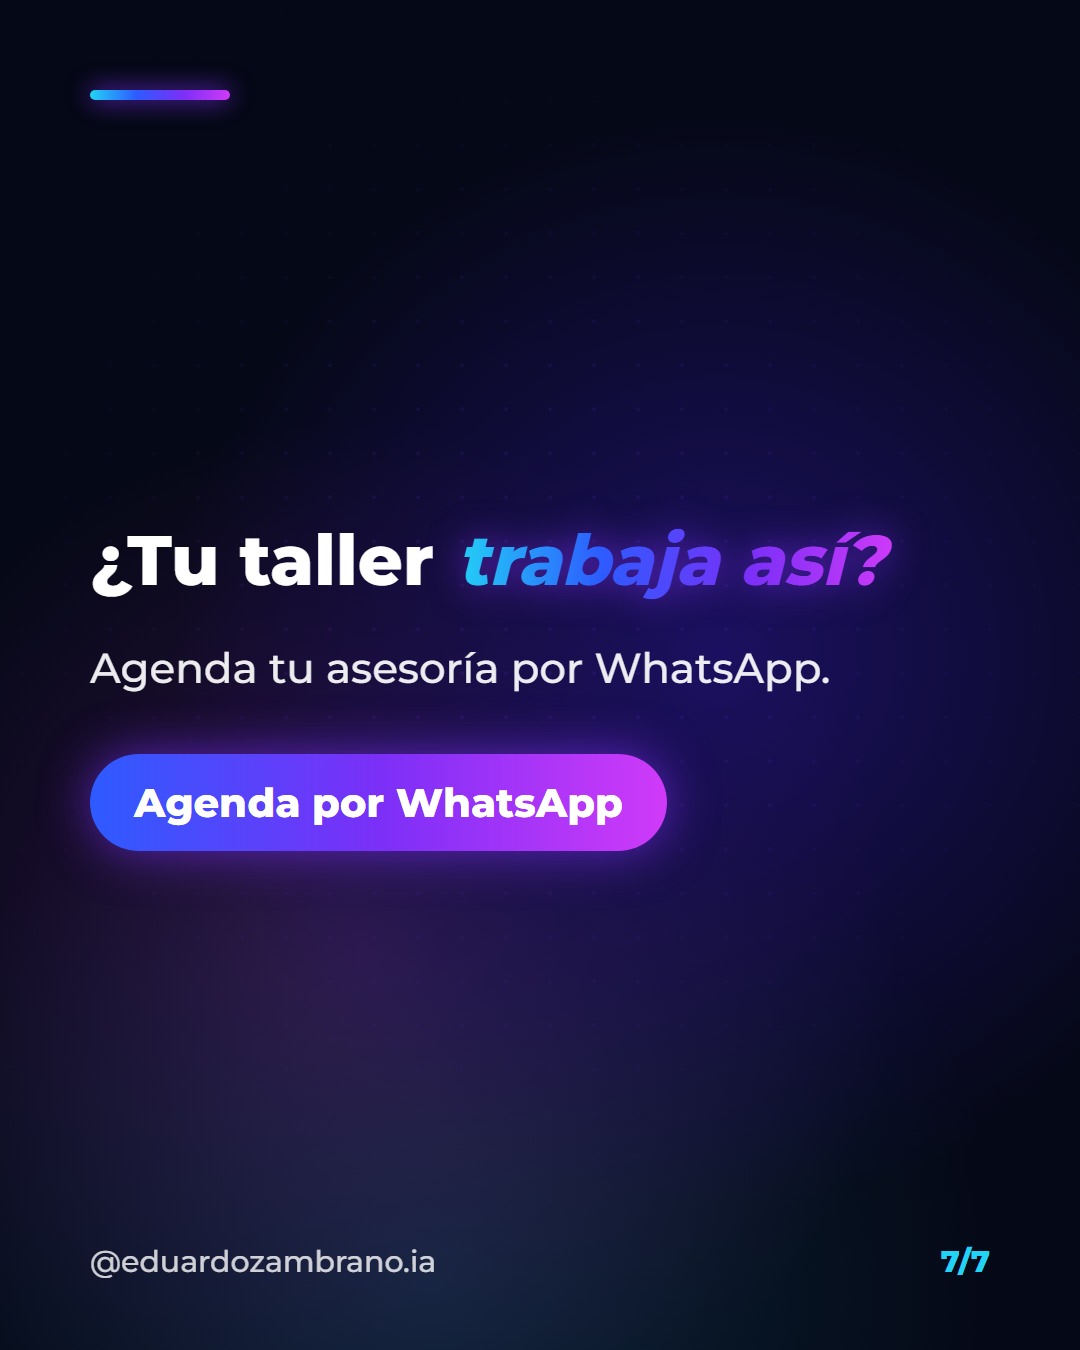 ¿Tu taller trabaja así?
Agenda tu asesoría por WhatsApp.
Agenda por WhatsApp
@eduardozambrano.ia
7/7